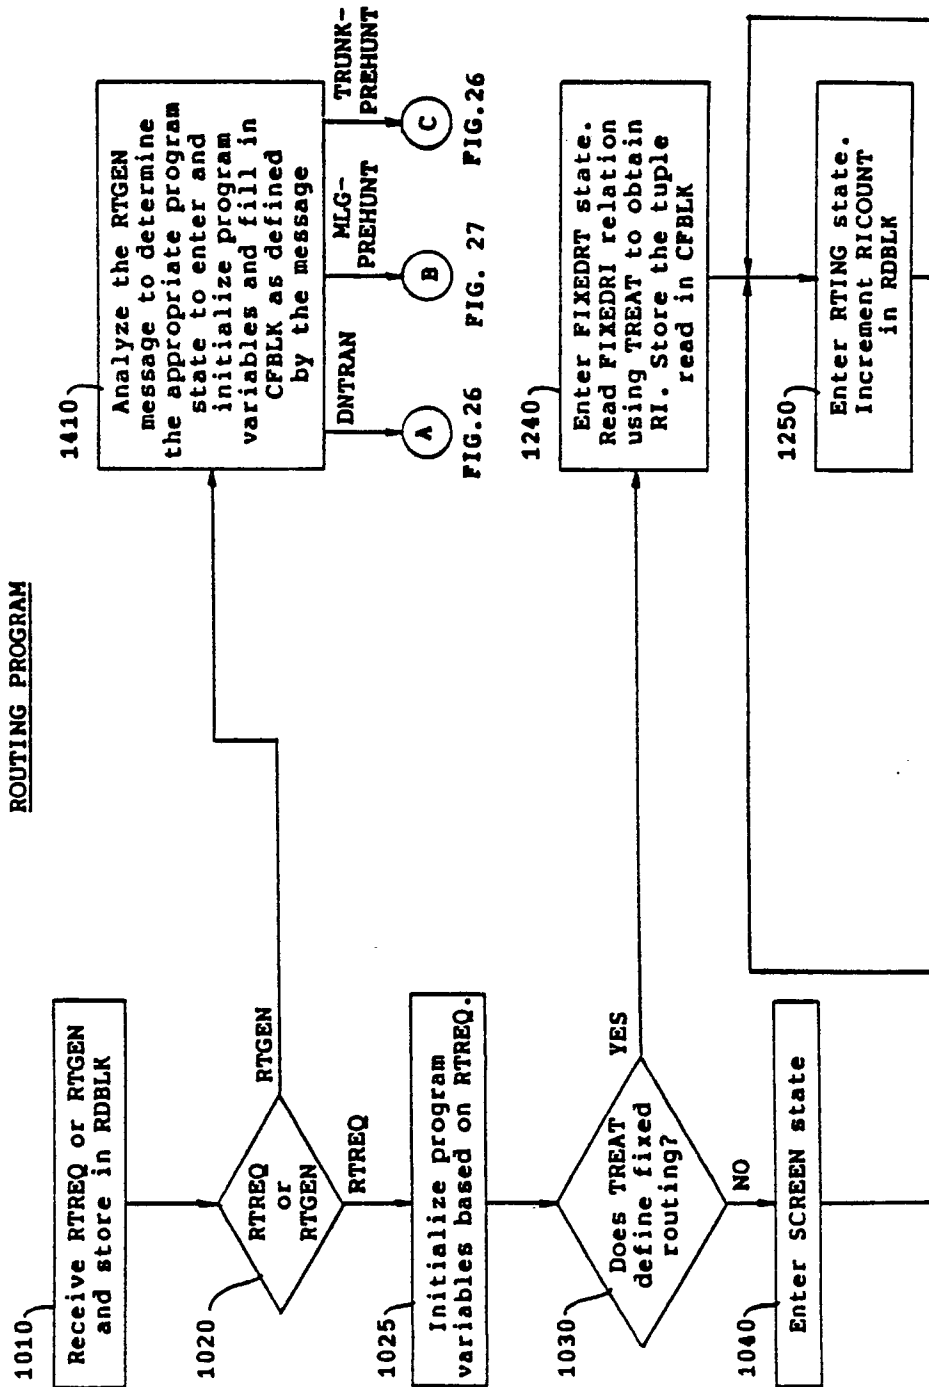 ROUTING PROGRAM
1010
Receive RTREQ or RTGEN
and store in RDBLK
1020
RTREQ
or
RTGEN
RTGEN
RTREQ
1025
Initialize program
variables based on RTREQ.
1030
Does TREAT
define fixed
routing?
YES
NO
1040
Enter SCREEN state
1410
Analyze the RTGEN
message to determine
the appropriate program
state to enter and
initialize program
variables and fill in
CFBLK as defined
by the message
DNTRAN
MLG-
PREHUNT
TRUNK-
PREHUNT
A
B
C
FIG.26
FIG. 27
FIG.26
1240
Enter FIXEDRT state.
Read FIXEDRI relation
using TREAT to obtain
RI. Store the tuple
read in CFBLK
1250
Enter RTING state.
Increment RICOUNT
in RDBLK